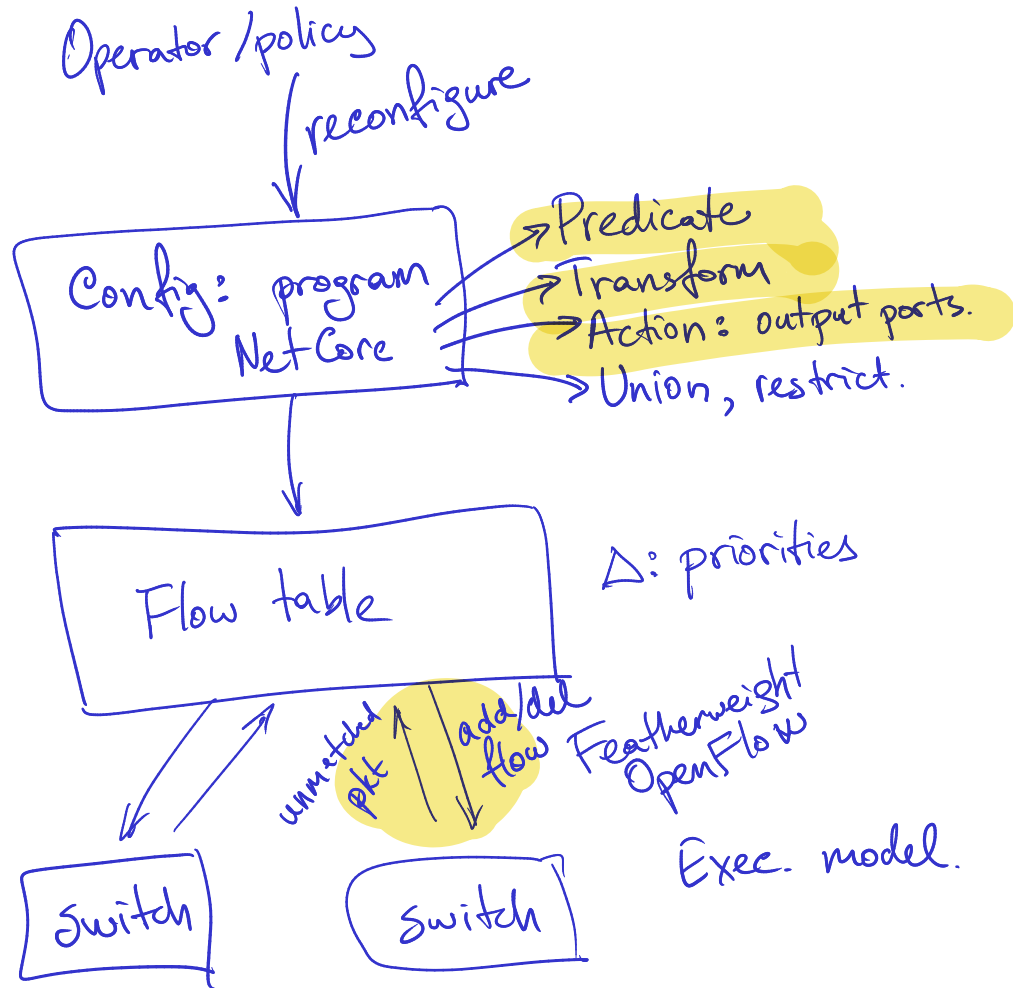 Operator/policy
reconfigure
Config: program
NetCore
Predicate
Transform
Action: output ports.
Union, restrict.
Flow table
Δ: priorities
unmatched
pkt
add/del
flow
Featherweight
OpenFlow
Exec. model.
switch
switch